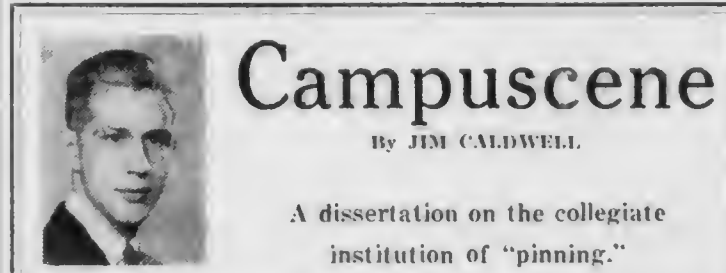 Campuscene
By JIM CALDWELL
A dissertation on the collegiate
institution of "pinning."